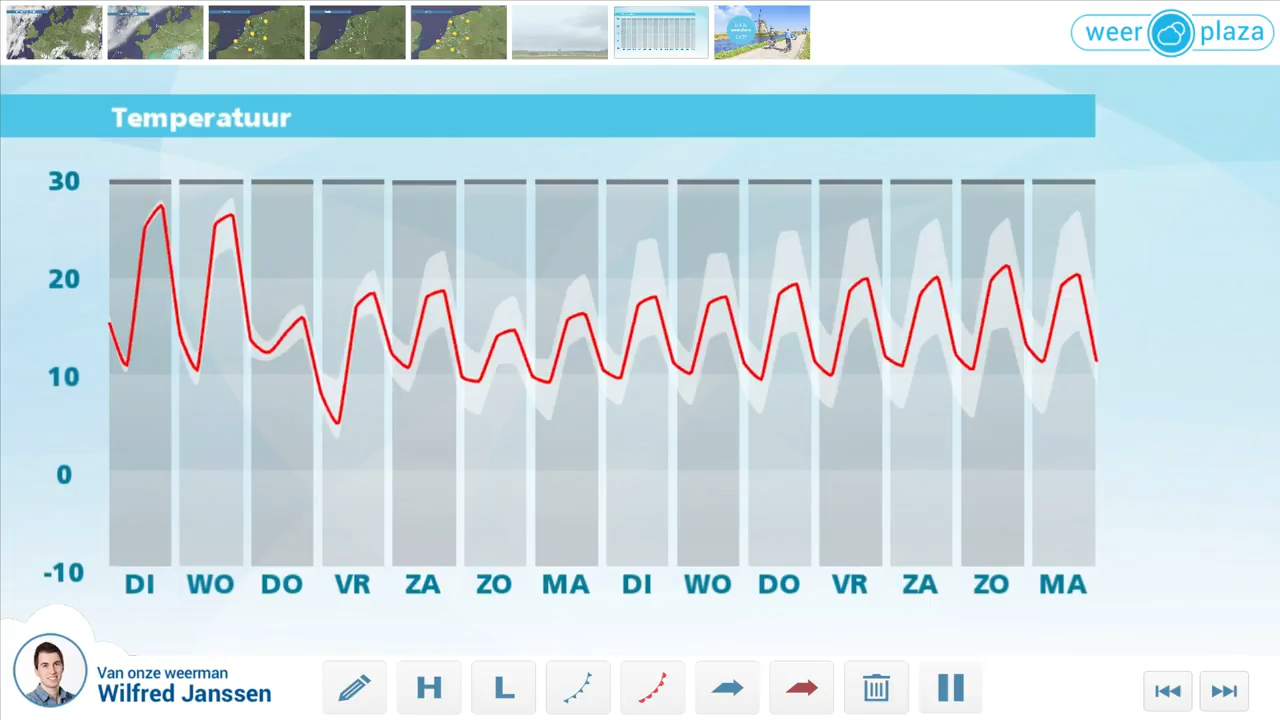 weer plaza
Temperatuur
30
20
10
0
-10
DI WO DO VR ZA ZO MA DI WO DO VR ZA ZO MA
Van onze weerman
Wilfred Janssen
H L